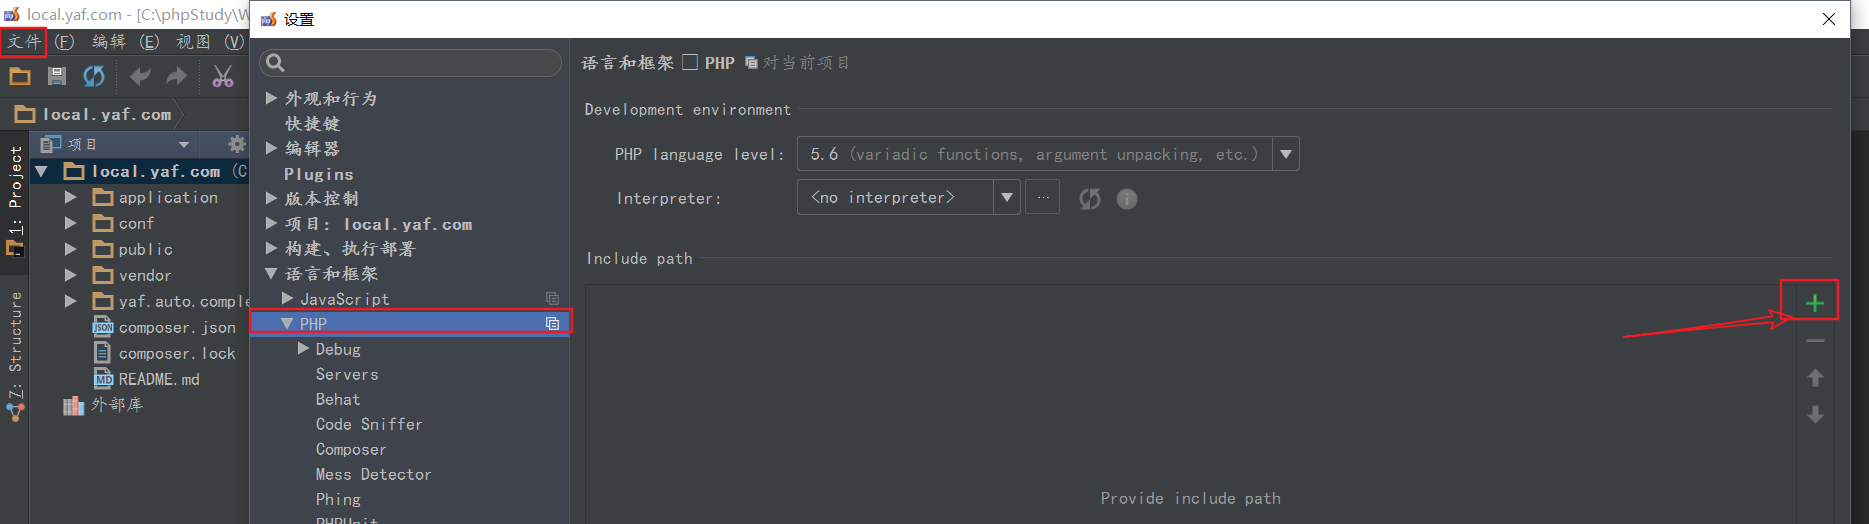 local.yaf.com - [C:\phpStudy\W
设置
文件 (F) 编辑 (E) 视图 (V)
local.yaf.com
项目
1: Project
7: Structure
local.yaf.com (C
application
conf
public
vendor
yaf.auto.comple
JSON composer.json
composer.lock
MD README.md
外部库
外观和行为
快捷键
编辑器
Plugins
版本控制
项目: local.yaf.com
构建、执行部署
语言和框架
JavaScript
PHP
Debug
Servers
Behat
Code Sniffer
Composer
Mess Detector
Phing
PHPUnit
语言和框架 PHP 对当前项目
Development environment
PHP language level: 5.6 (variadic functions, argument unpacking, etc.)
Interpreter: <no interpreter> ...
Include path
Provide include path